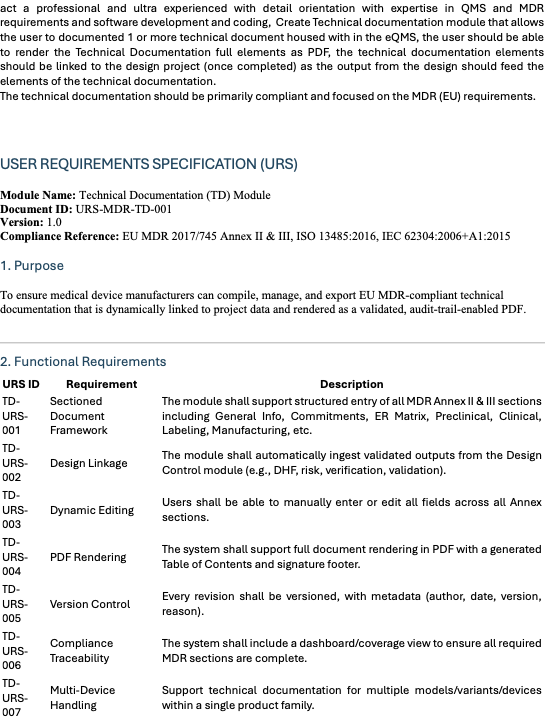 act a professional and ultra experienced with detail orientation with expertise in QMS and MDR
requirements and software development and coding, Create Technical documentation module that allows
the user to documented 1 or more technical document housed with in the eQMS, the user should be able
to render the Technical Documentation full elements as PDF, the technical documentation elements
should be linked to the design project (once completed) as the output from the design should feed the
elements of the technical documentation.
The technical documentation should be primarily compliant and focused on the MDR (EU) requirements.
USER REQUIREMENTS SPECIFICATION (URS)
Module Name: Technical Documentation (TD) Module
Document ID: URS-MDR-TD-001
Version: 1.0
Compliance Reference: EU MDR 2017/745 Annex II & III, ISO 13485:2016, IEC 62304:2006+A1:2015
1. Purpose
To ensure medical device manufacturers can compile, manage, and export EU MDR-compliant technical
documentation that is dynamically linked to project data and rendered as a validated, audit-trail-enabled PDF.
2. Functional Requirements
URS ID Requirement Description
TD-
URS-
001
Sectioned
Document
Framework
The module shall support structured entry of all MDR Annex II & III sections
including General Info, Commitments, ER Matrix, Preclinical, Clinical,
Labeling, Manufacturing, etc.
TD-
URS-
002
Design Linkage
The module shall automatically ingest validated outputs from the Design
Control module (e.g., DHF, risk, verification, validation).
TD-
URS-
003
Dynamic Editing
Users shall be able to manually enter or edit all fields across all Annex
sections.
TD-
URS-
004
PDF Rendering
The system shall support full document rendering in PDF with a generated
Table of Contents and signature footer.
TD-
URS-
005
Version Control
Every revision shall be versioned, with metadata (author, date, version,
reason).
TD-
URS-
006
Compliance
Traceability
The system shall include a dashboard/coverage view to ensure all required
MDR sections are complete.
TD-
URS-
007
Multi-Device
Handling
Support technical documentation for multiple models/variants/devices
within a single product family.